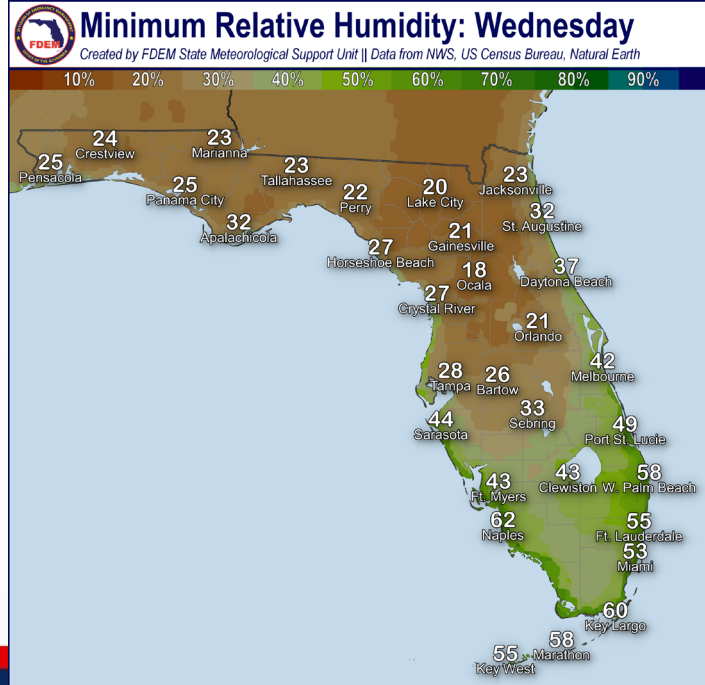 Minimum Relative Humidity: Wednesday
Created by FDEM State Meteorological Support Unit || Data from NWS, US Census Bureau, Natural Earth
FDEM
10% 20% 30% 40% 50% 60% 70% 80% 90%
24
Crestview
23
Marianna
25
Pensacola
23
Tallahassee
25
Panama City
22
Perry
20
Lake City
23
Jacksonville
32
Apalachicola
32
St. Augustine
21
Gainesville
27
Horseshoe Beach
18
Ocala
37
Daytona Beach
27
Crystal River
21
Orlando
28
Tampa
26
Bartow
42
Melbourne
33
Sebring
44
Sarasota
49
Port St. Lucie
43
Ft. Myers
43
Clewiston
58
W. Palm Beach
62
Naples
55
Ft. Lauderdale
53
Miami
60
Key Largo
58
Marathon
55
Key West